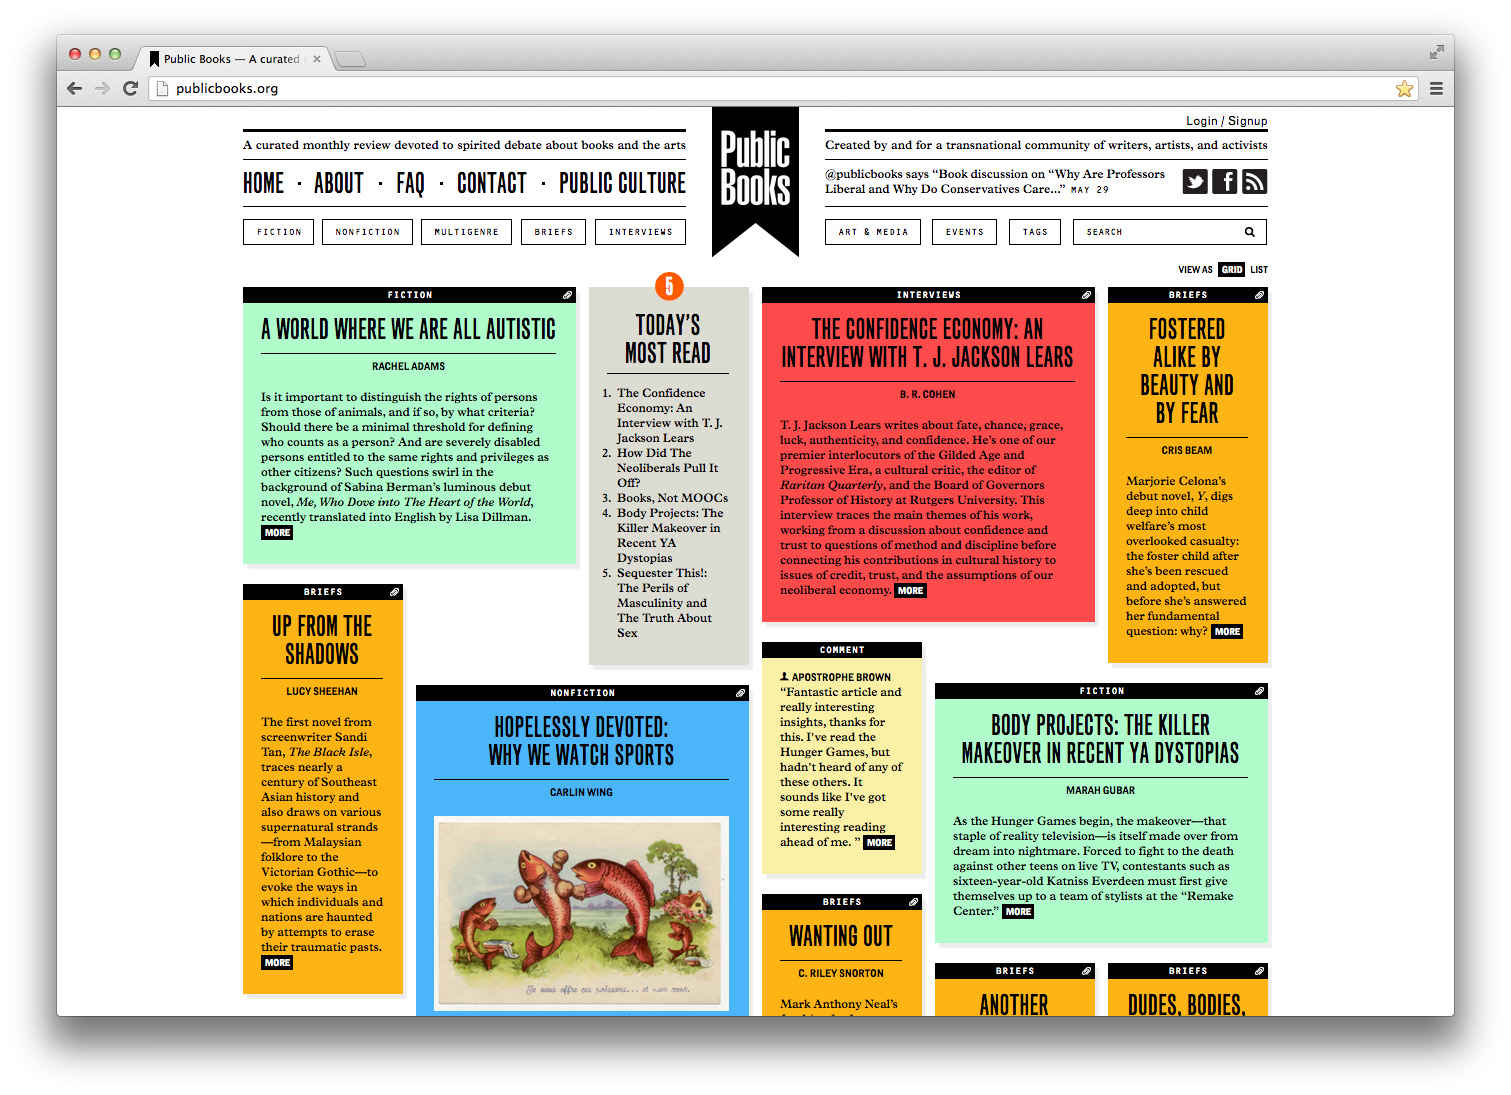 Public Books — A curated
publicbooks.org
Login / Signup
A curated monthly review devoted to spirited debate about books and the arts
Public
Books
Created by and for a transnational community of writers, artists, and activists
HOME · ABOUT · FAQ · CONTACT · PUBLIC CULTURE
@publicbooks says “Book discussion on “Why Are Professors
Liberal and Why Do Conservatives Care...” MAY 29
FICTION
NONFICTION
MULTIGENRE
BRIEFS
INTERVIEWS
ART & MEDIA
EVENTS
TAGS
SEARCH
VIEW AS GRID LIST
FICTION
A WORLD WHERE WE ARE ALL AUTISTIC
RACHEL ADAMS
Is it important to distinguish the rights of persons
from those of animals, and if so, by what criteria?
Should there be a minimal threshold for defining
who counts as a person? And are severely disabled
persons entitled to the same rights and privileges as
other citizens? Such questions swirl in the
background of Sabina Berman’s luminous debut
novel, Me, Who Dove into The Heart of the World,
recently translated into English by Lisa Dillman.
MORE
5
TODAY’S
MOST READ
1. The Confidence
Economy: An
Interview with T. J.
Jackson Lears
2. How Did The
Neoliberals Pull It
Off?
3. Books, Not MOOCs
4. Body Projects: The
Killer Makeover in
Recent YA
Dystopias
5. Sequester This!:
The Perils of
Masculinity and
The Truth About
Sex
INTERVIEWS
THE CONFIDENCE ECONOMY: AN
INTERVIEW WITH T. J. JACKSON LEARS
B. R. COHEN
T. J. Jackson Lears writes about fate, chance, grace,
luck, authenticity, and confidence. He’s one of our
premier interlocutors of the Gilded Age and
Progressive Era, a cultural critic, the editor of
Raritan Quarterly, and the Board of Governors
Professor of History at Rutgers University. This
interview traces the main themes of his work,
working from a discussion about confidence and
trust to questions of method and discipline before
connecting his contributions in cultural history to
issues of credit, trust, and the assumptions of our
neoliberal economy. MORE
BRIEFS
FOSTERED
ALIKE BY
BEAUTY AND
BY FEAR
CRIS BEAM
Marjorie Celona’s
debut novel, Y, digs
deep into child
welfare’s most
overlooked casualty:
the foster child after
she’s been rescued
and adopted, but
before she’s answered
her fundamental
question: why? MORE
BRIEFS
UP FROM THE
SHADOWS
LUCY SHEEHAN
The first novel from
screenwriter Sandi
Tan, The Black Isle,
traces nearly a
century of Southeast
Asian history and
also draws on various
supernatural strands
—from Malaysian
folklore to the
Victorian Gothic—to
evoke the ways in
which individuals and
nations are haunted
by attempts to erase
their traumatic pasts.
MORE
NONFICTION
HOPELESSLY DEVOTED:
WHY WE WATCH SPORTS
CARLIN WING
Je vous offre ces poissons... et mon cœur.
COMMENT
APOSTROPHE BROWN
“Fantastic article and
really interesting
insights, thanks for
this. I've read the
Hunger Games, but
hadn't heard of any of
these others. It
sounds like I've got
some really
interesting reading
ahead of me. ” MORE
FICTION
BODY PROJECTS: THE KILLER
MAKEOVER IN RECENT YA DYSTOPIAS
MARAH GUBAR
As the Hunger Games begin, the makeover—that
staple of reality television—is itself made over from
dream into nightmare. Forced to fight to the death
against other teens on live TV, contestants such as
sixteen-year-old Katniss Everdeen must first give
themselves up to a team of stylists at the “Remake
Center.” MORE
BRIEFS
WANTING OUT
C. RILEY SNORTON
Mark Anthony Neal’s
BRIEFS
ANOTHER
BRIEFS
DUDES, BODIES,